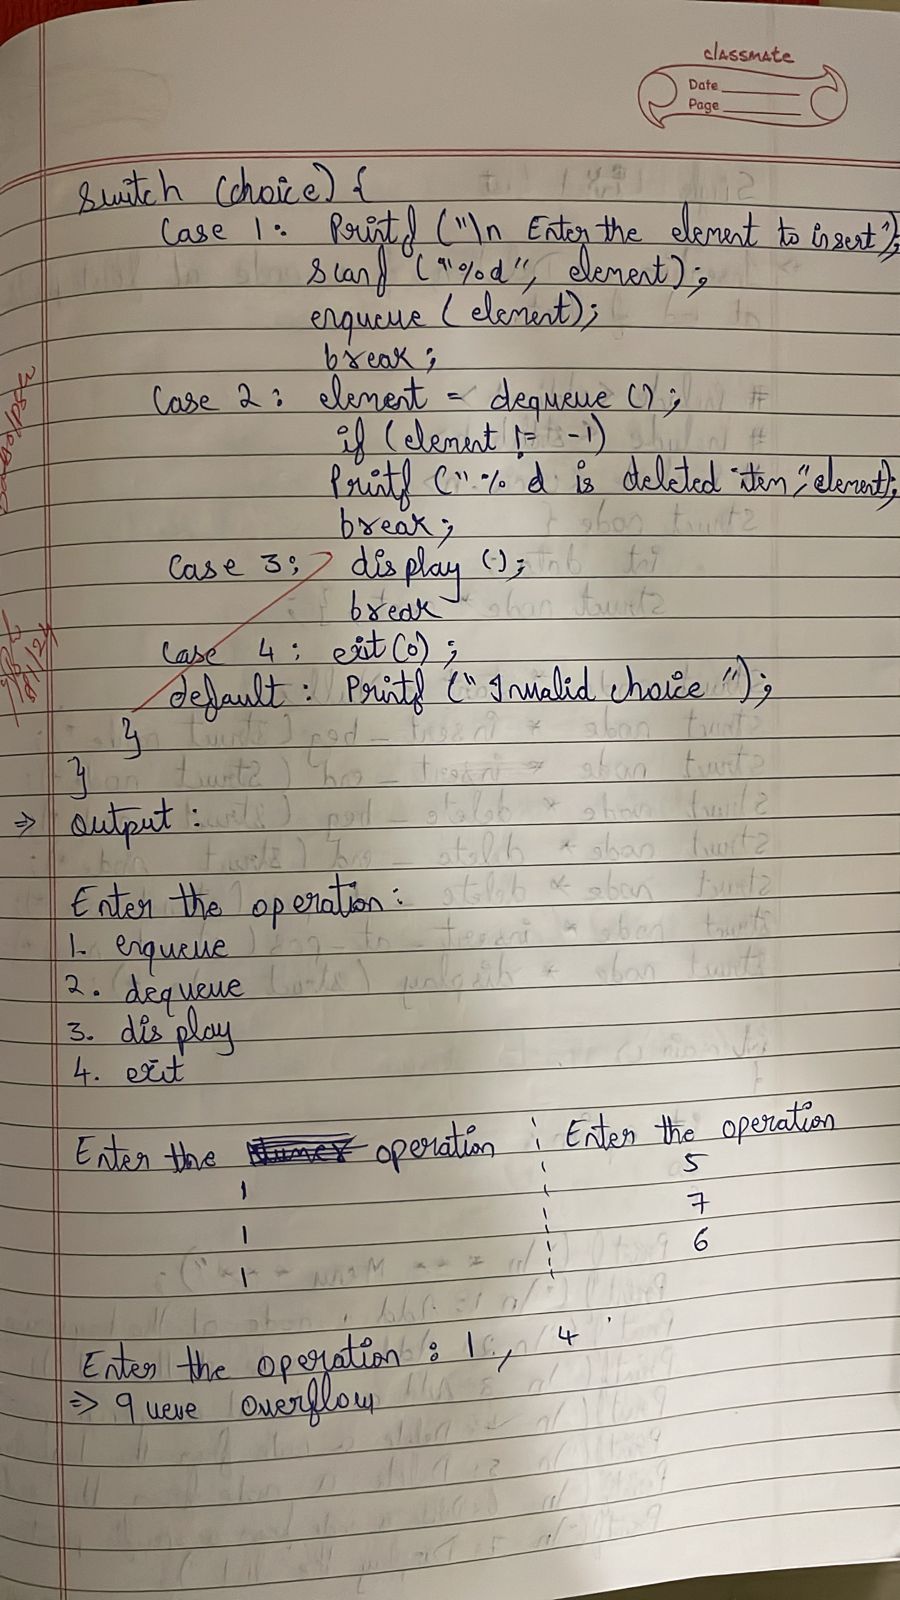 classmate
Date
Page
switch (choice) {
case 1: Printf ("\n Enter the element to insert");
scanf ("%d", element);
enqueue (element);
break;
case 2: element = dequeue ();
if (element != -1)
Printf ("% d is deleted item", element);
break;
case 3: display ();
break
case 4: exit(0);
default: Printf ("Invalid choice");
}
}
⇒ output:
Enter the operation:
1. enqueue
2. dequeue
3. display
4. exit
Enter the operation Enter the operation
1 5
1 7
1 6
Enter the operation : 1, 4
⇒ queue overflow